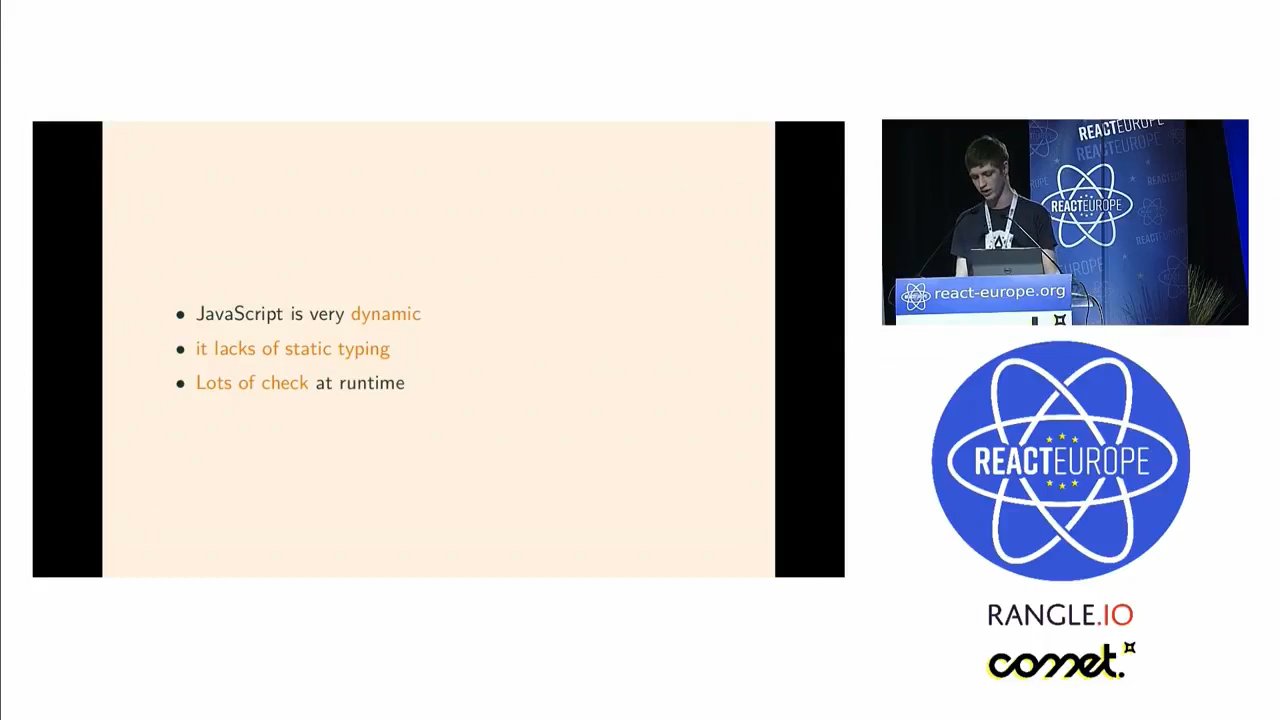 • JavaScript is very dynamic
• it lacks of static typing
• Lots of check at runtime
REACTEUROPE
REACTEUROPE
REACTEUROPE
react-europe.org
REACTEUROPE
RANGLE.IO
comet.